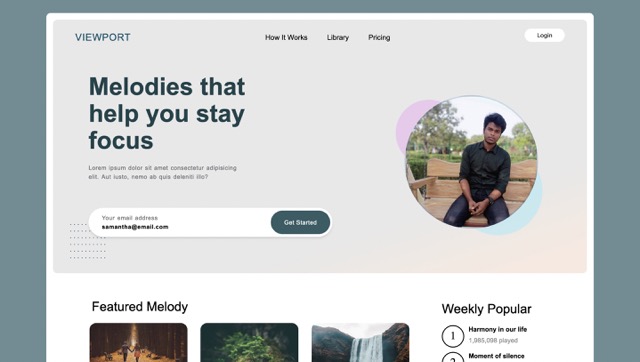 VIEWPORT
How It Works
Library
Pricing
Login
Melodies that
help you stay
focus
Lorem ipsum dolor sit amet consectetur adipisicing
elit. Aut iusto, nemo ab quis deleniti illo?
Your email address
samantha@email.com
Get Started
Featured Melody
Weekly Popular
1
Harmony in our life
1,985,098 played
Moment of silence